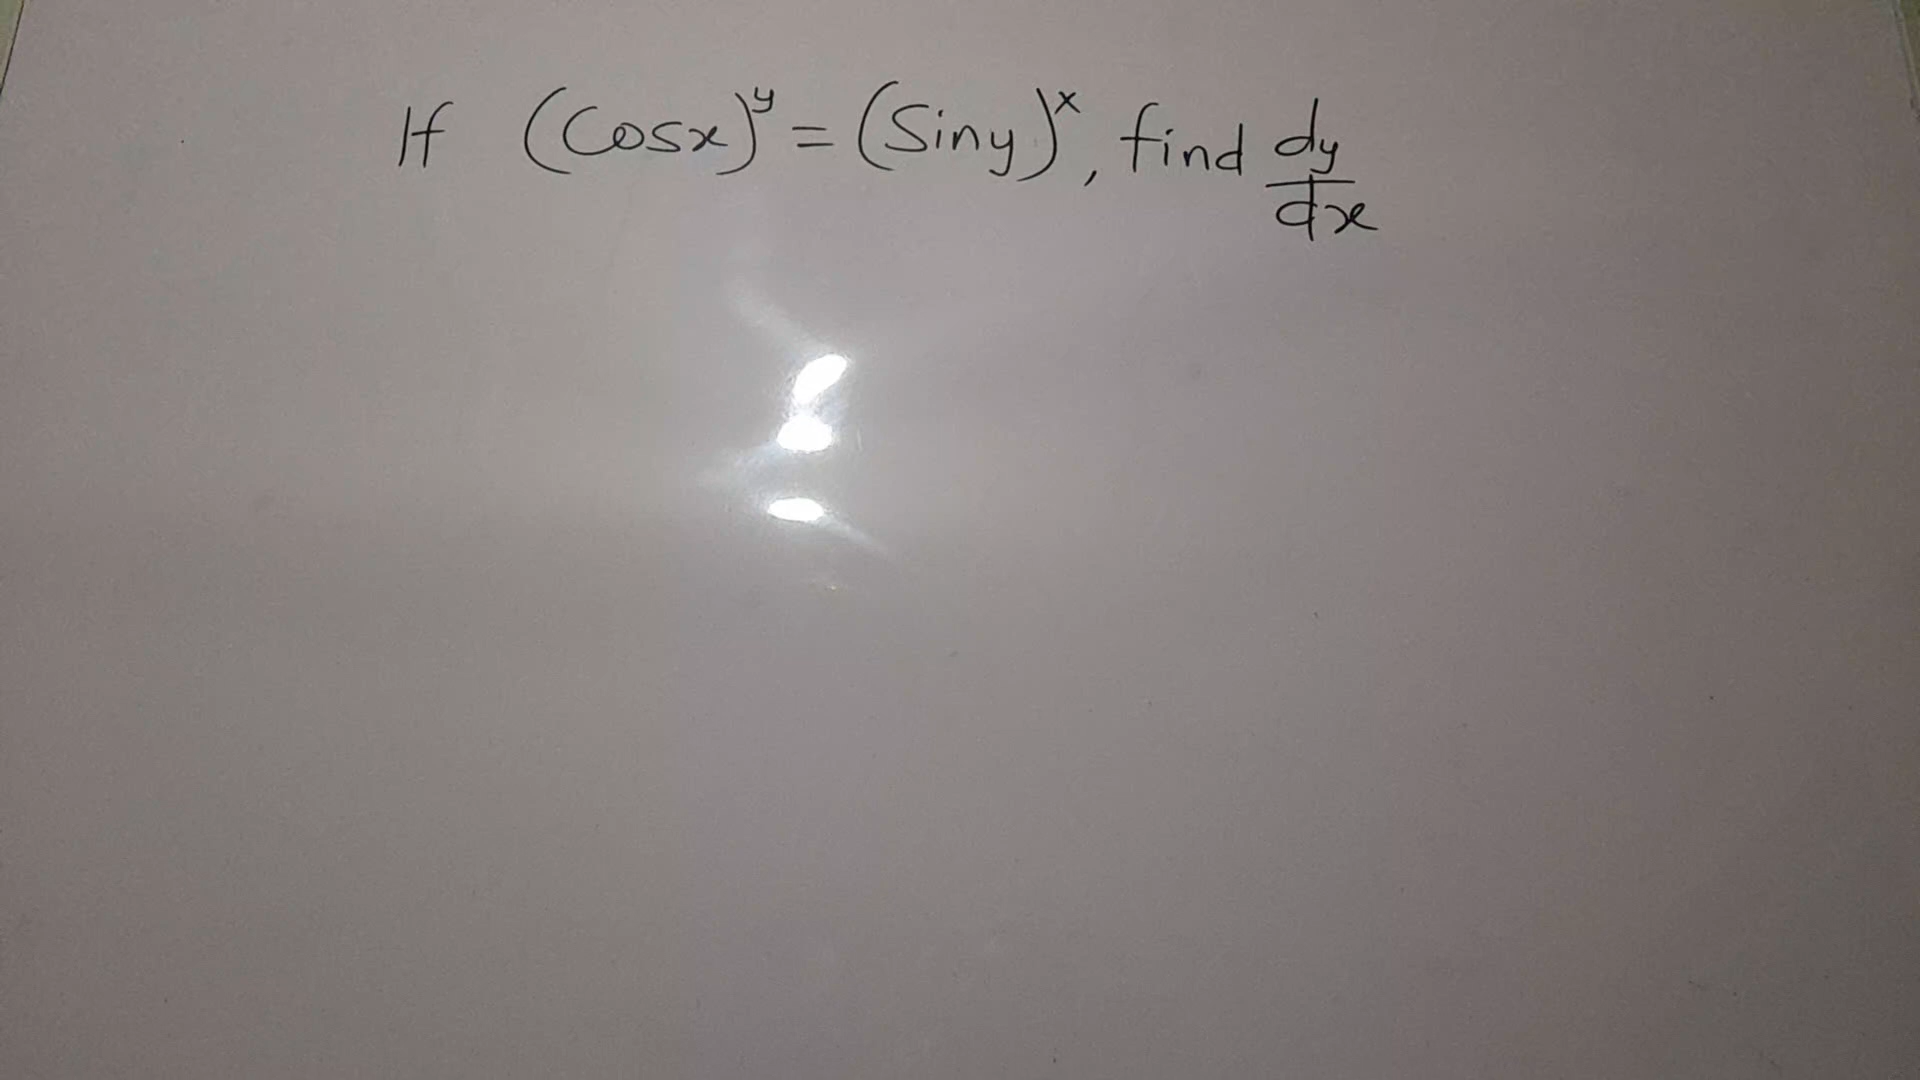 If (Cosx)^y = (Siny)^x, find dy/dx